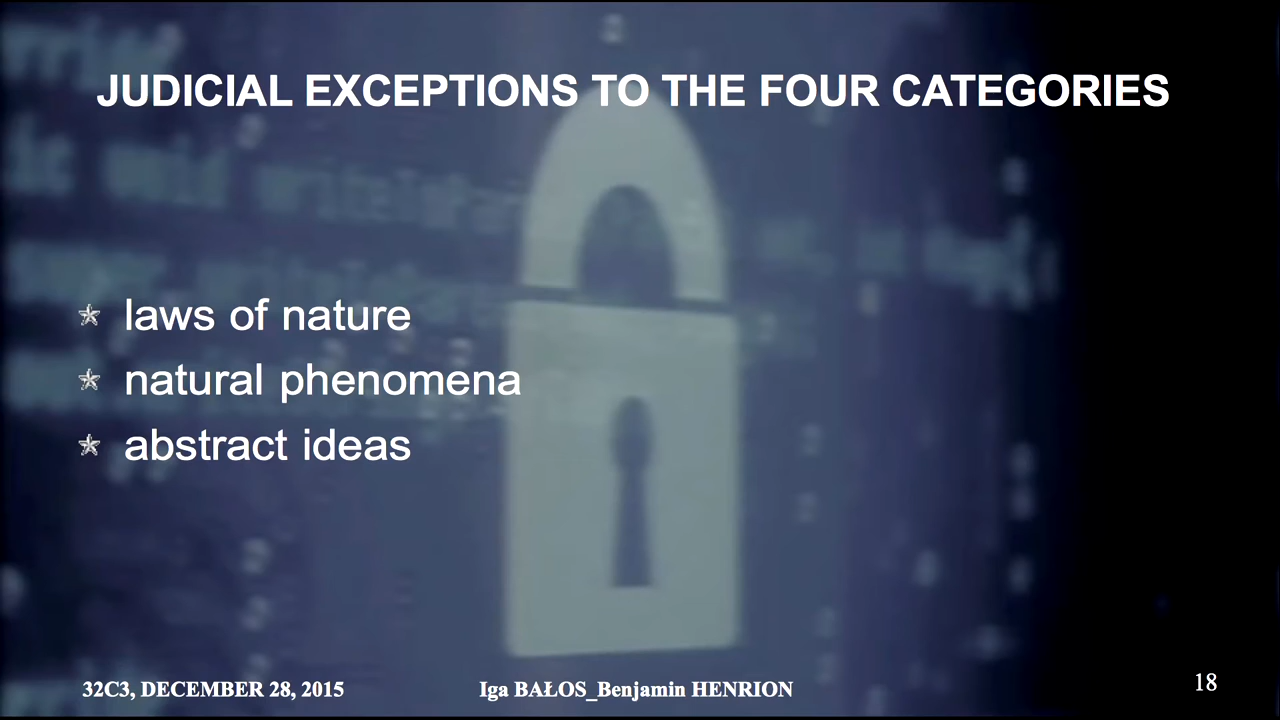 JUDICIAL EXCEPTIONS TO THE FOUR CATEGORIES
laws of nature
natural phenomena
abstract ideas
32C3, DECEMBER 28, 2015
Iga BAŁOS_Benjamin HENRION
18